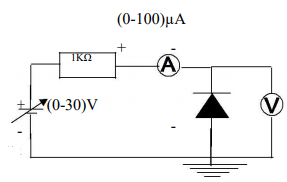 (0-100)µA
1KΩ
+
-
A
+
(0-30)V
V
-
-